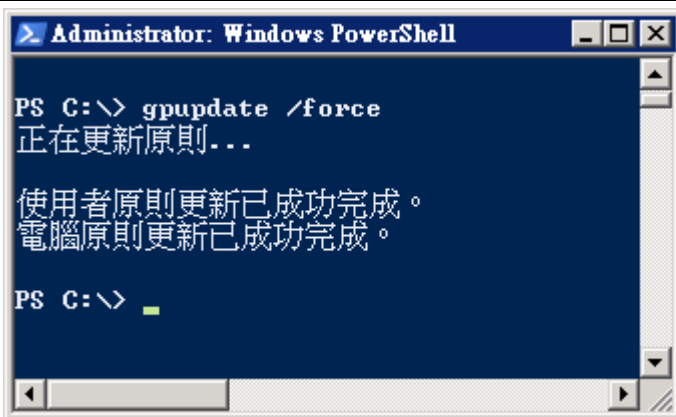 Administrator: Windows PowerShell
PS C:\> gpupdate /force
正在更新原則...
使用者原則更新已成功完成。
電腦原則更新已成功完成。
PS C:\>